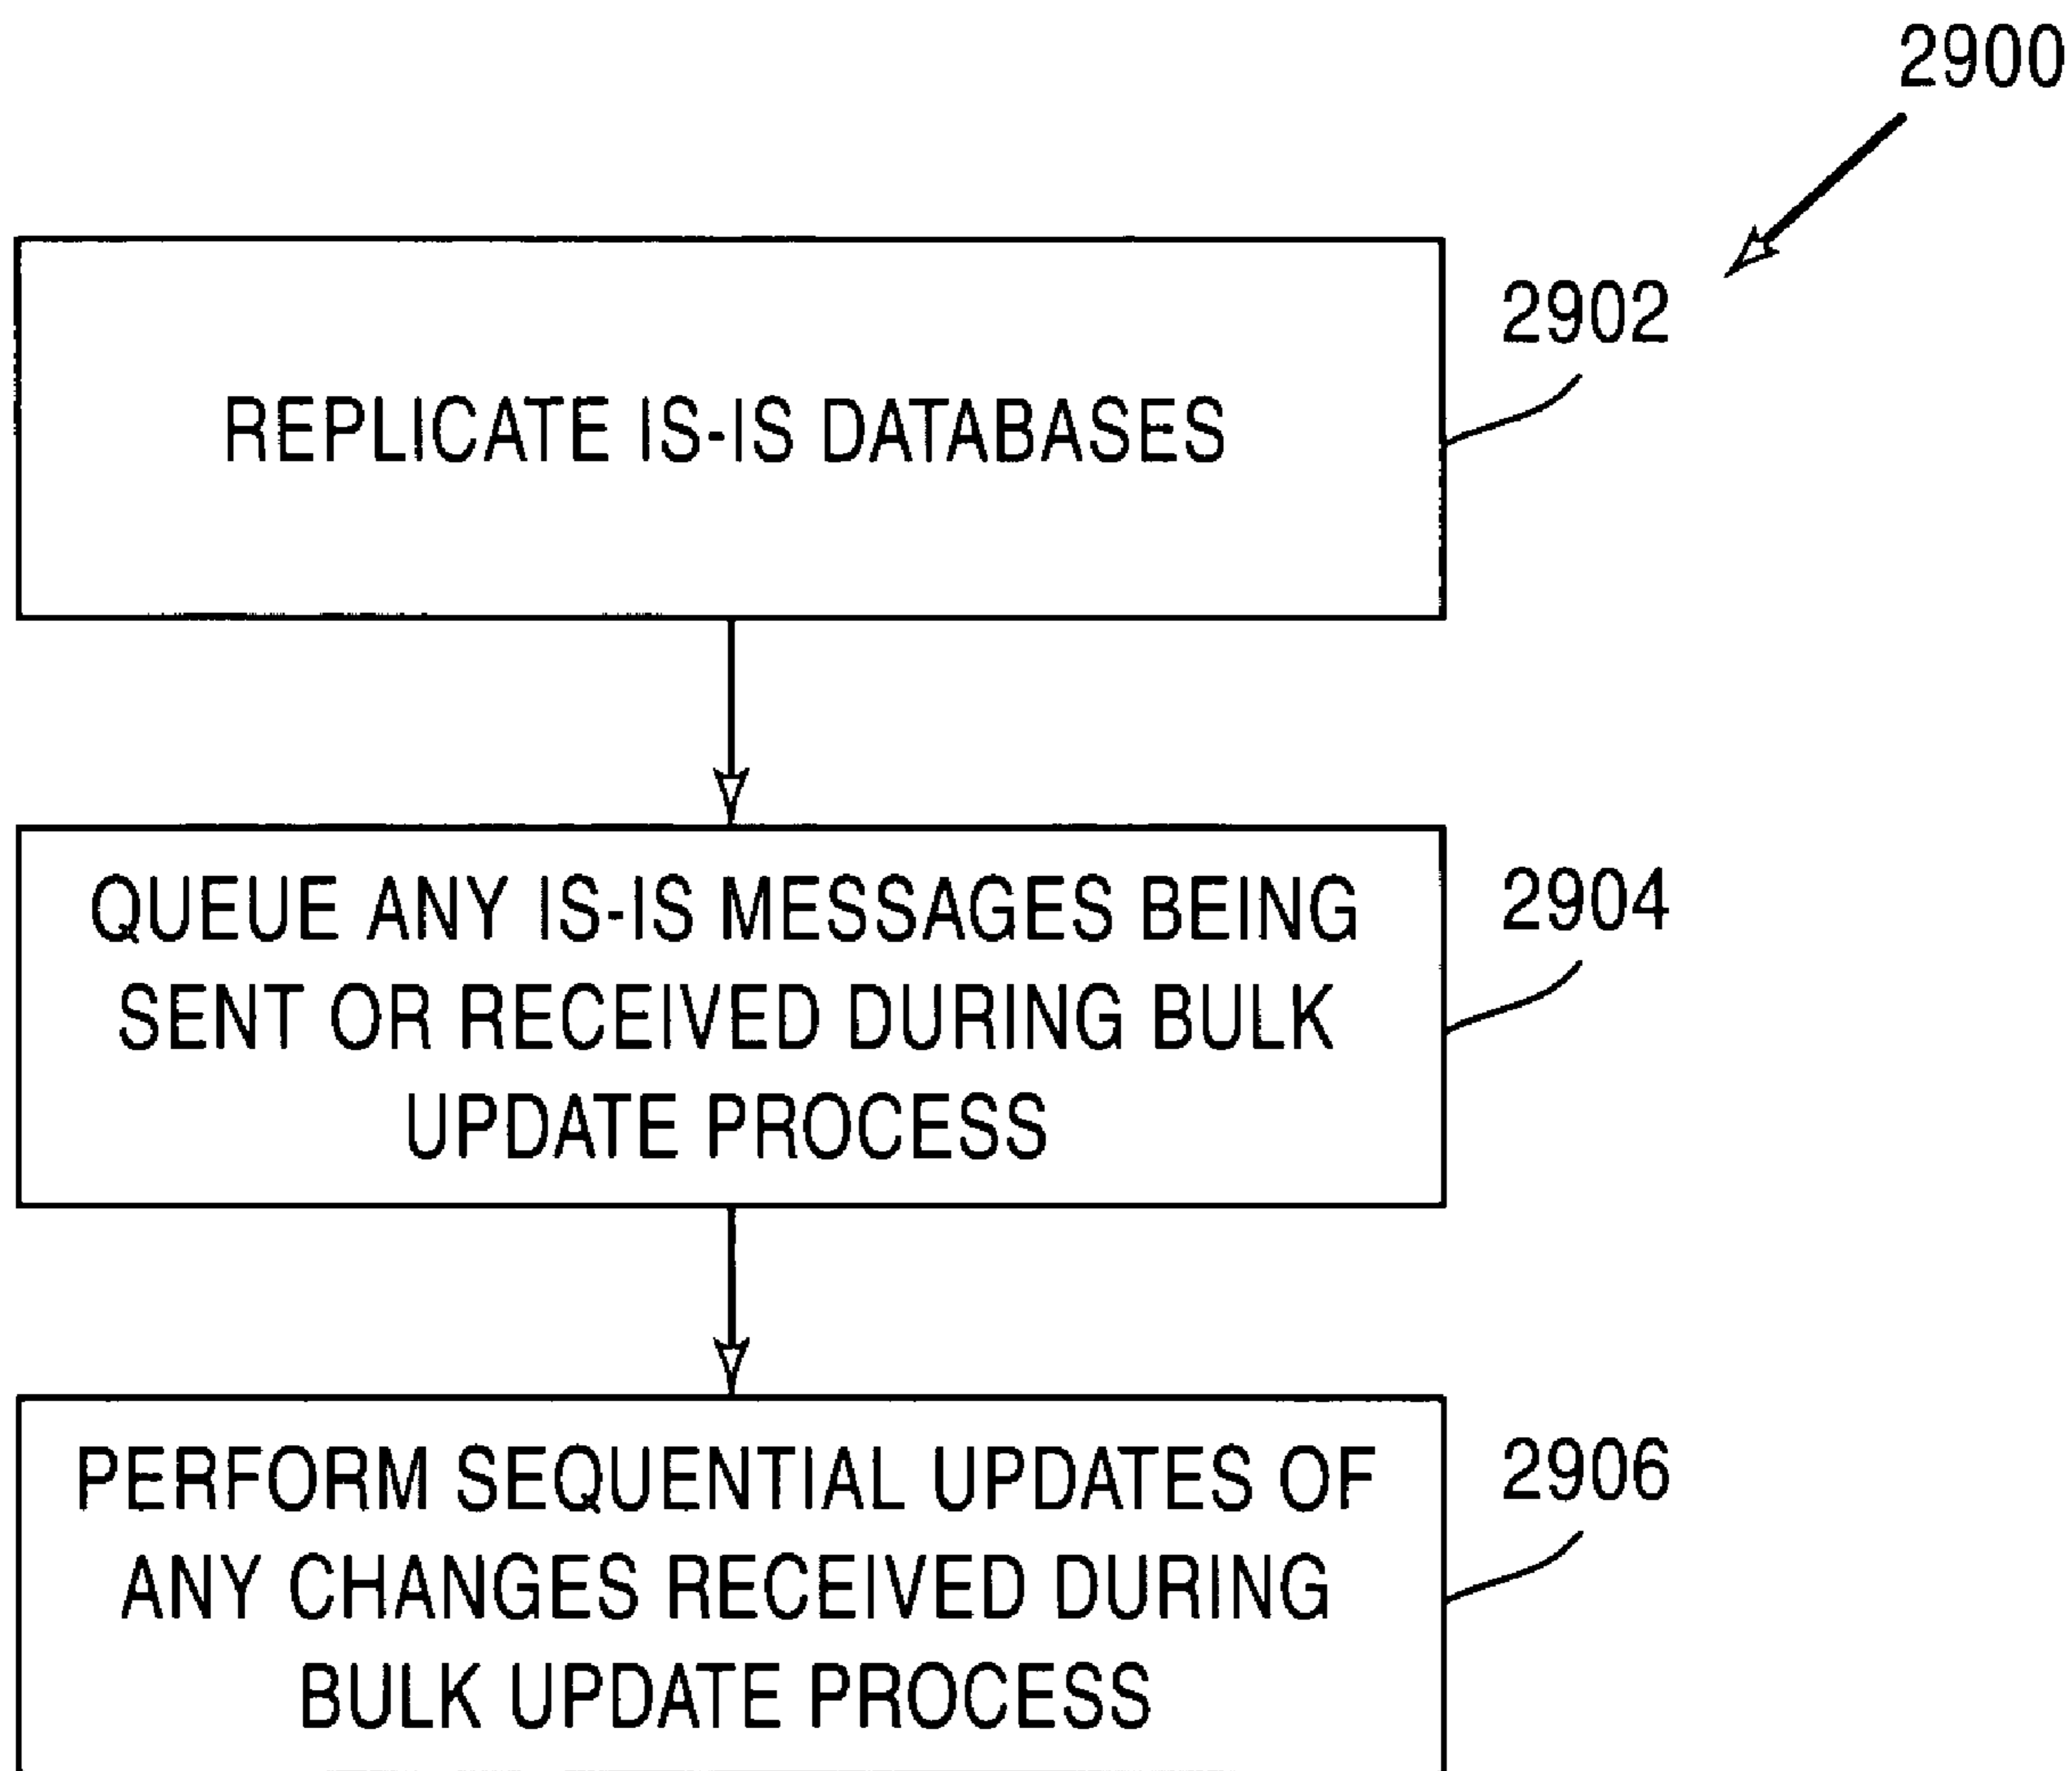 2900
2902
REPLICATE IS-IS DATABASES
2904
QUEUE ANY IS-IS MESSAGES BEING
SENT OR RECEIVED DURING BULK
UPDATE PROCESS
2906
PERFORM SEQUENTIAL UPDATES OF
ANY CHANGES RECEIVED DURING
BULK UPDATE PROCESS